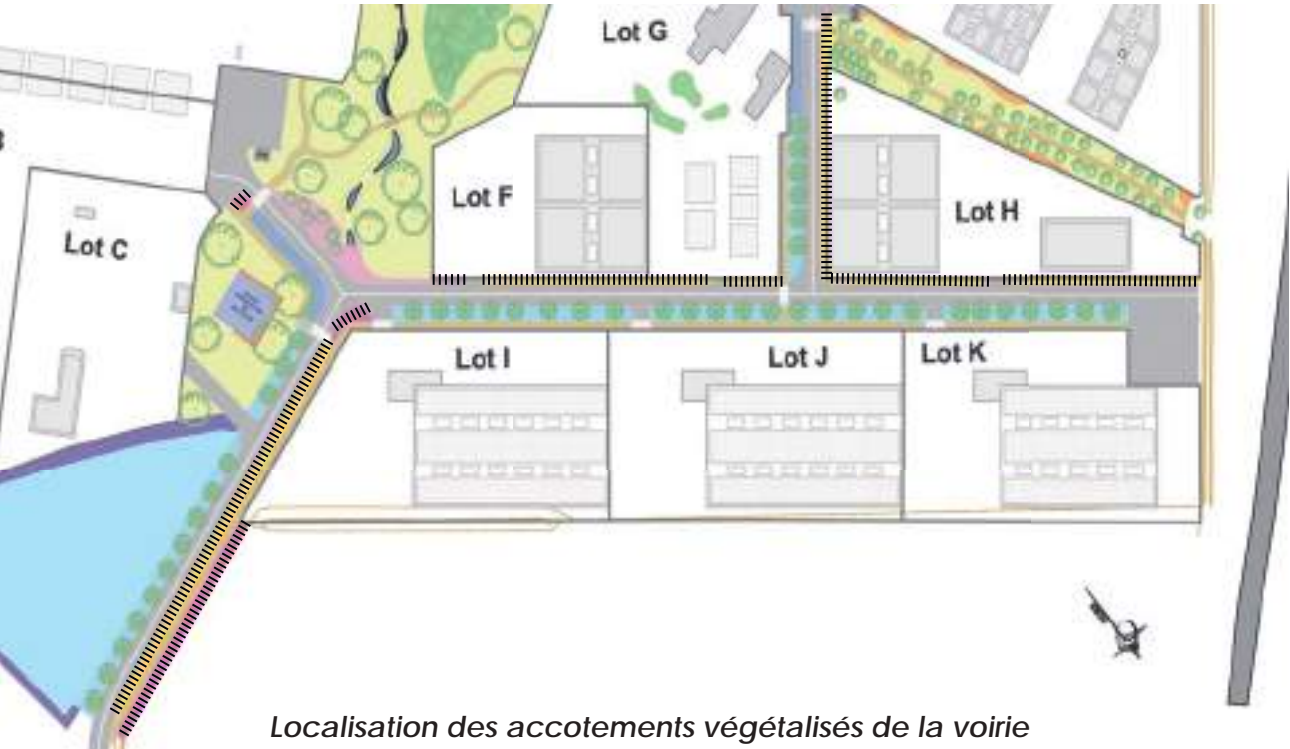 Lot G
Lot F
Lot H
Lot C
Lot I
Lot J
Lot K
Localisation des accotements végétalisés de la voirie